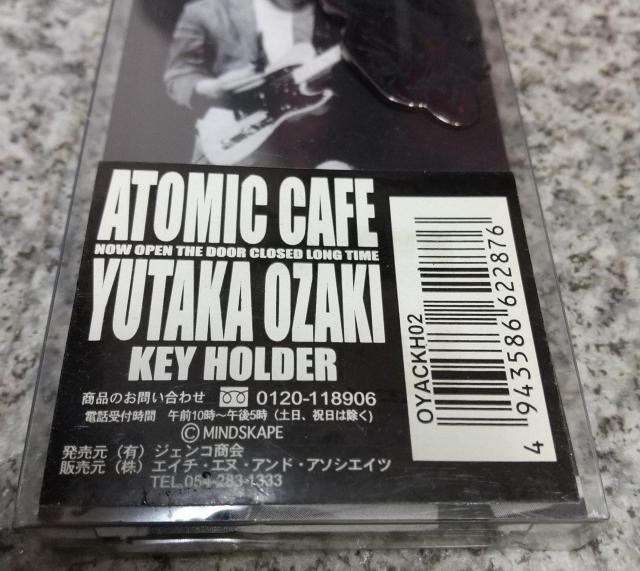 ATOMIC CAFE
NOW OPEN THE DOOR CLOSED LONG TIME
YUTAKA OZAKI
KEY HOLDER
商品のお問い合わせ 0120-118906
電話受付時間 午前10時~午後5時(土日、祝日は除く)
©MINDSKAPE
発売元(有)ジェンコ商会
販売元(株)エイチ・エヌ・アンド・アソシエイツ
TEL.054-283-1333
OYACKH02
4 943586 622876